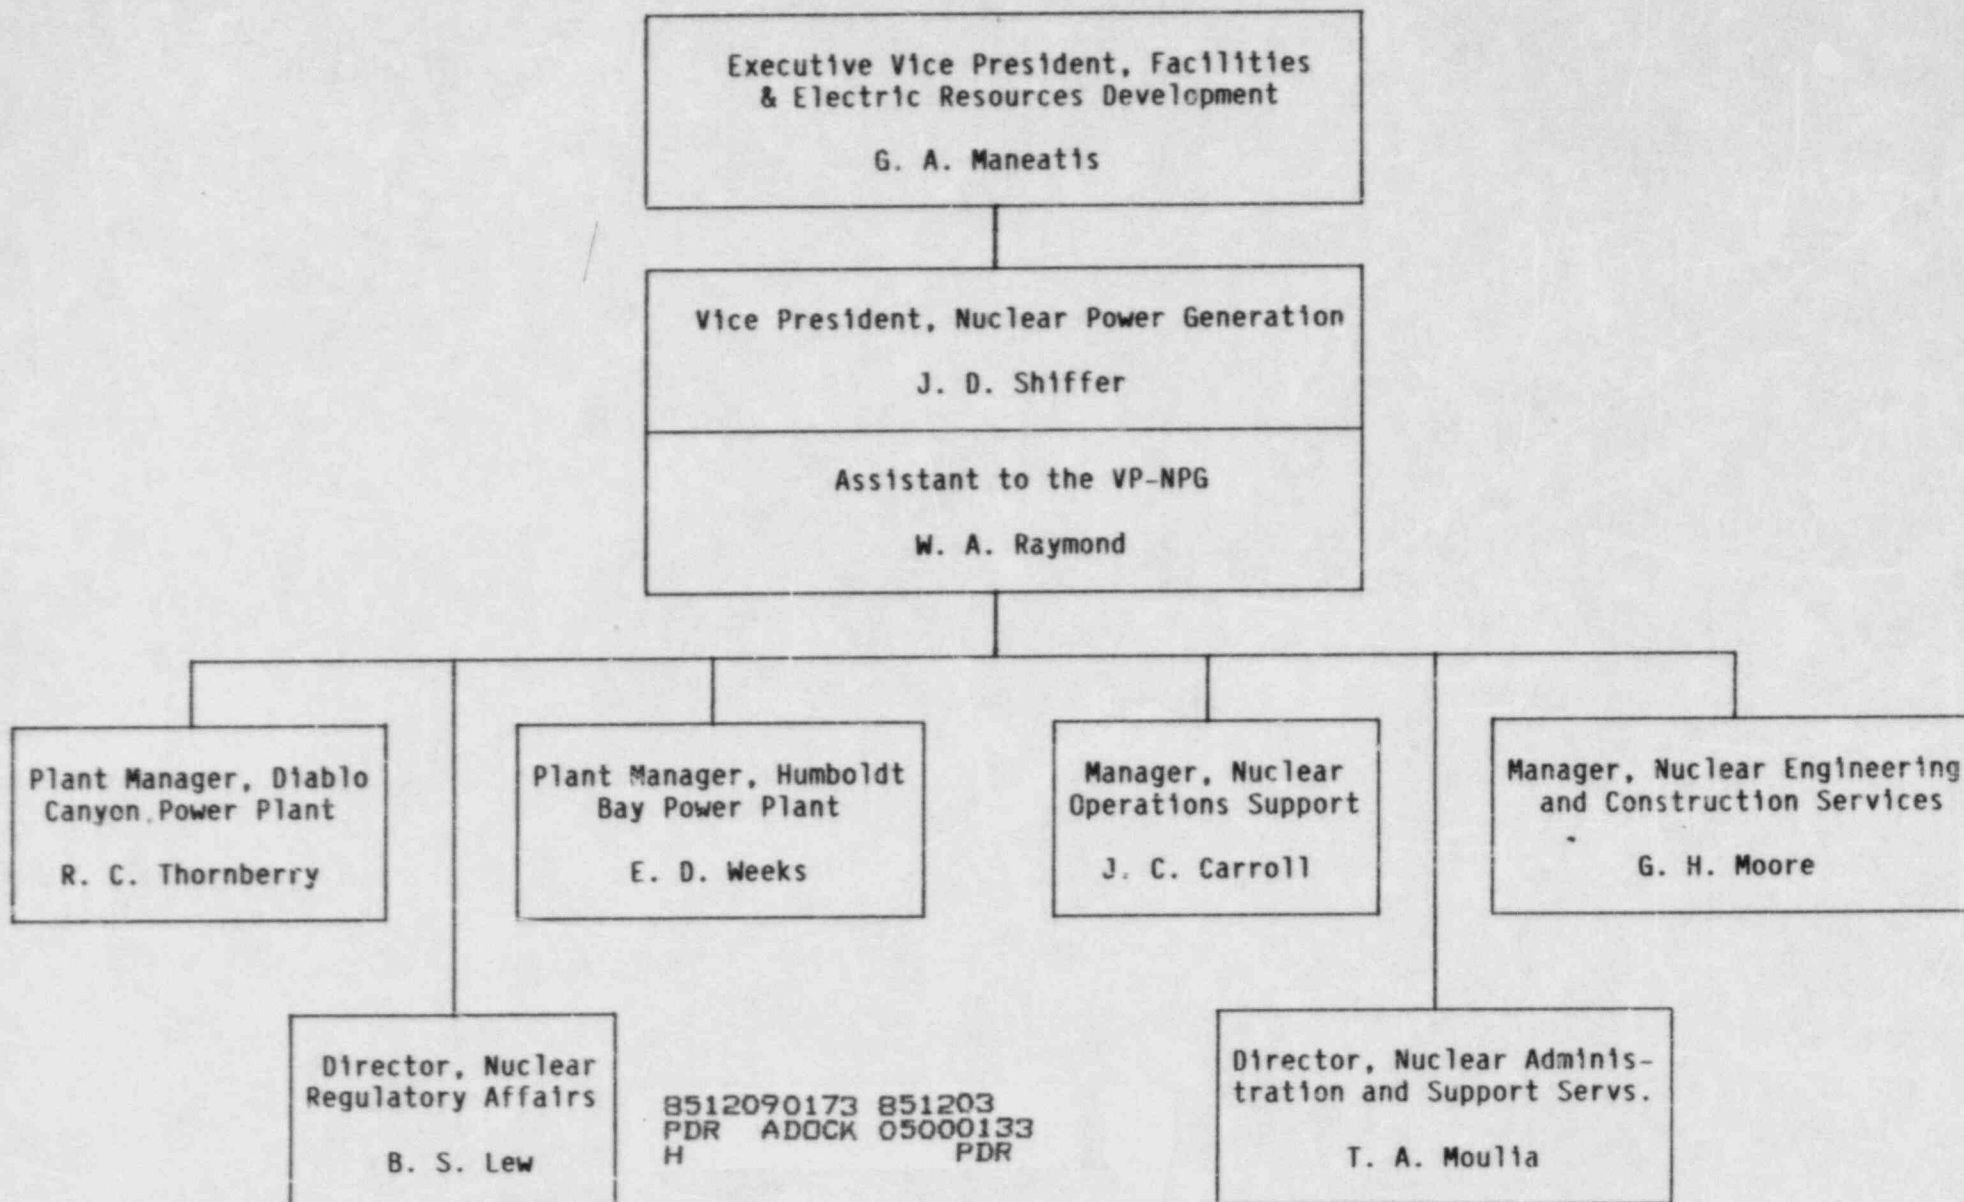 Executive Vice President, Facilities
& Electric Resources Development
G. A. Maneatis
Vice President, Nuclear Power Generation
J. D. Shiffer
Assistant to the VP-NPG
W. A. Raymond
Plant Manager, Diablo
Canyon Power Plant
R. C. Thornberry
Plant Manager, Humboldt
Bay Power Plant
E. D. Weeks
Manager, Nuclear
Operations Support
J. C. Carroll
Manager, Nuclear Engineering
and Construction Services
G. H. Moore
Director, Nuclear
Regulatory Affairs
B. S. Lew
8512090173 851203
PDR ADOCK 05000133
H PDR
Director, Nuclear Adminis-
tration and Support Servs.
T. A. Moulia